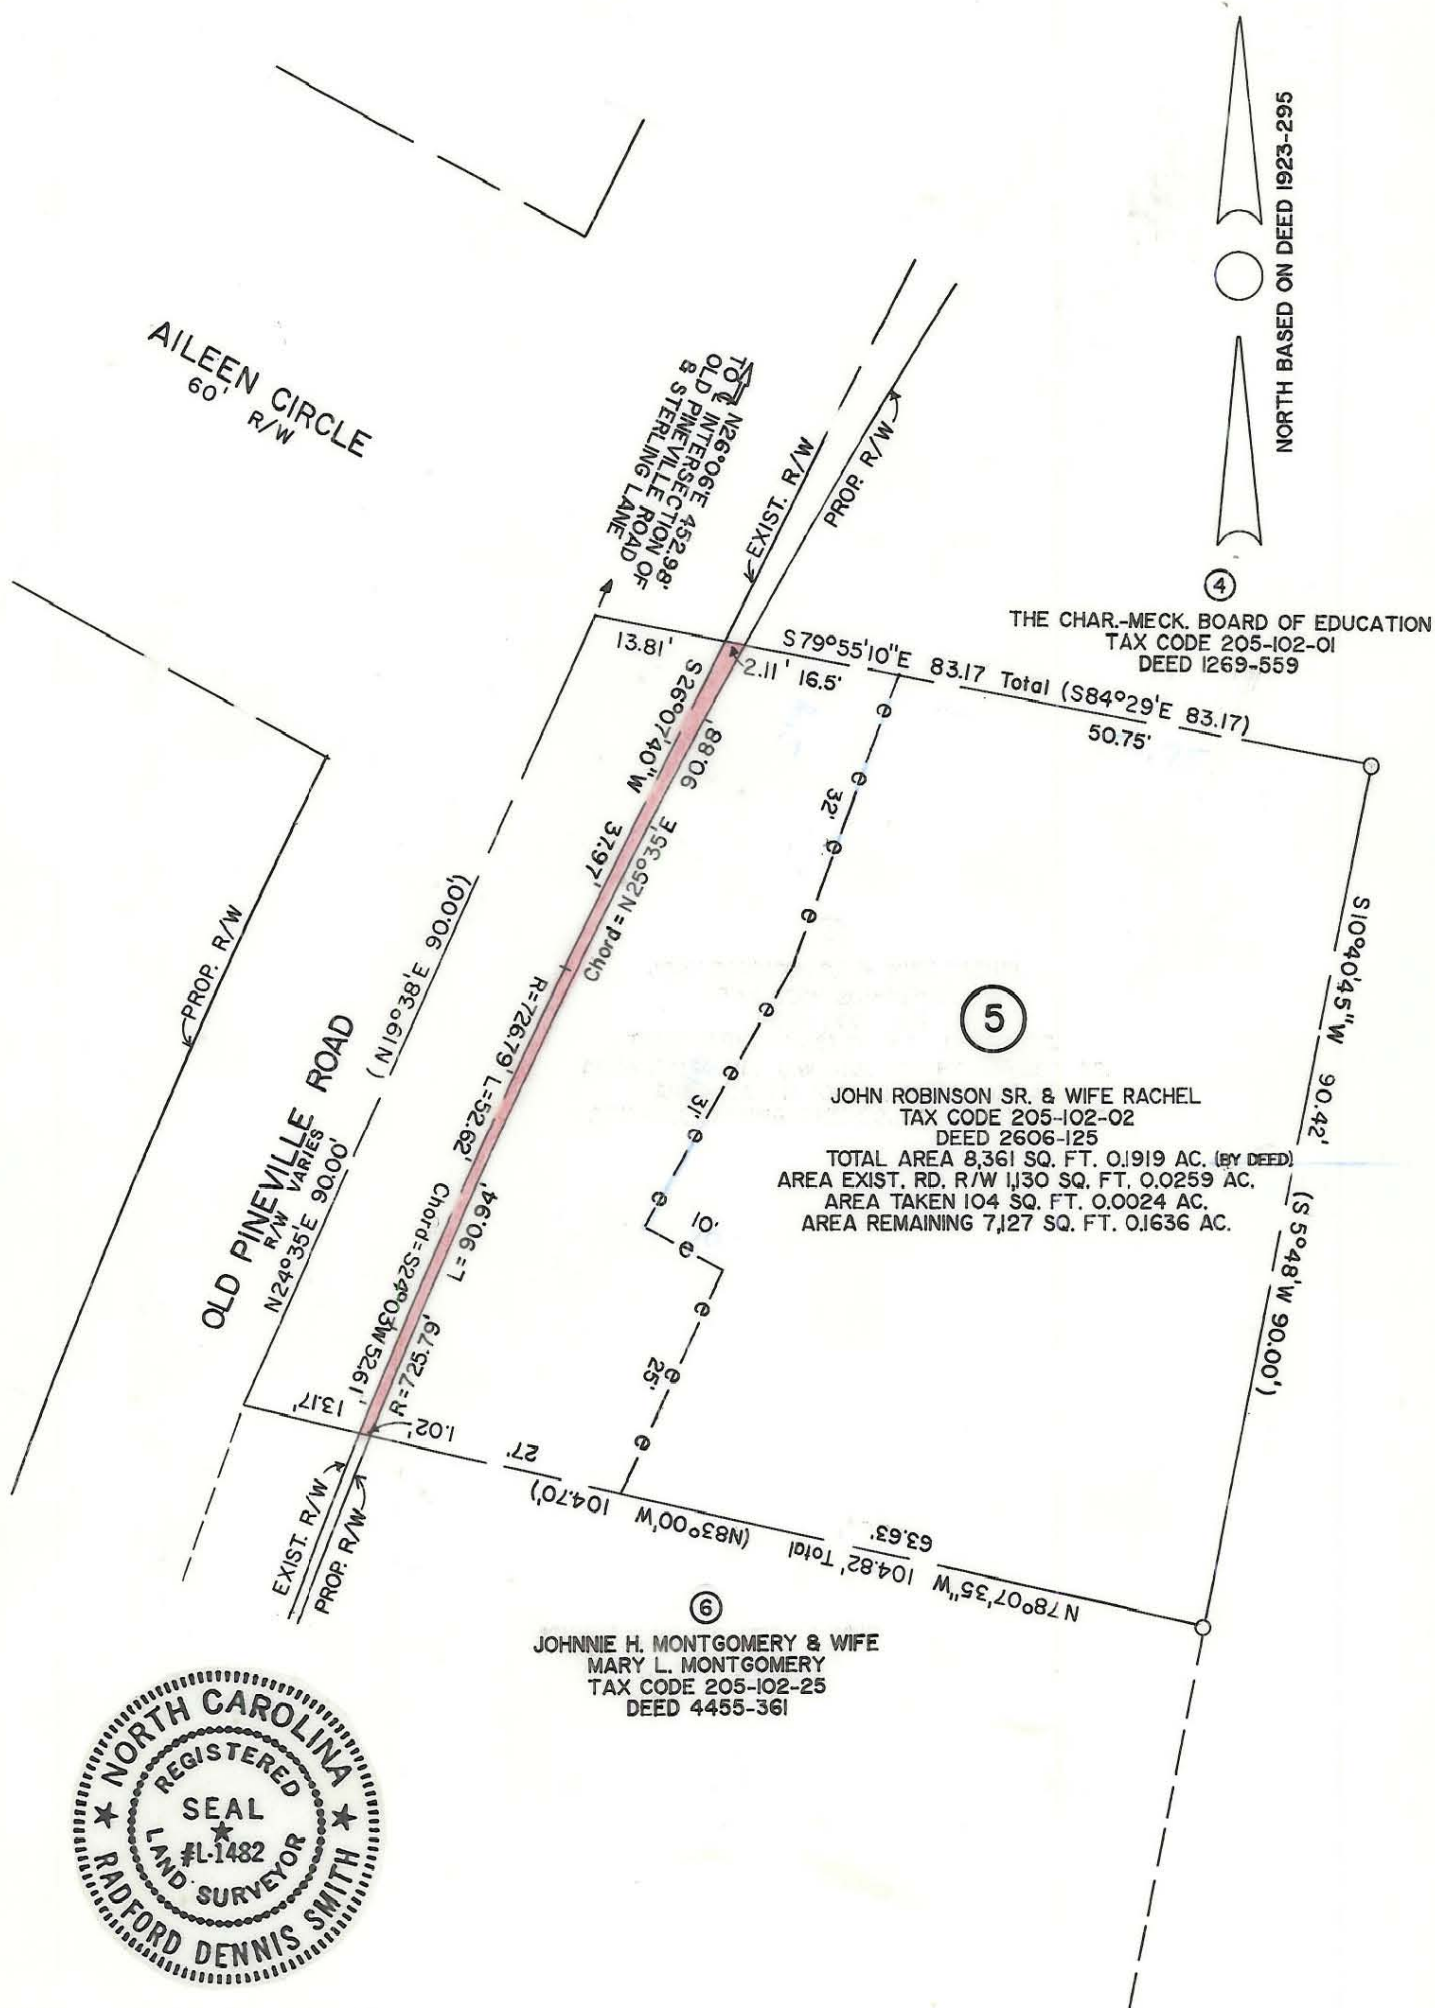 NORTH BASED ON DEED 1923-295
AILEEN CIRCLE
60' R/W
N26°06'E 452.98'
TO ℄ INTERSECTION OF
OLD PINEVILLE ROAD
& STERLING LANE
EXIST. R/W
PROP. R/W
4
THE CHAR.-MECK. BOARD OF EDUCATION
TAX CODE 205-102-01
DEED 1269-559
13.81'
2.11'
16.5'
S79°55'10"E 83.17 Total (S84°29'E 83.17)
50.75'
S26°07'40"W 37.97'
90.88'
Chord = N25°35'E
32'
(N19°38'E 90.00')
PROP. R/W
OLD PINEVILLE ROAD
R/W VARIES
N24°35'E 90.00'
R=726.79' L=52.62'
Chord = S24°03'W 52.61'
L= 90.94'
R=725.79'
31'
10'
25'
S10°40'45"W 90.42'
(S 5°48'W 90.00')
5
JOHN ROBINSON SR. & WIFE RACHEL
TAX CODE 205-102-02
DEED 2606-125
TOTAL AREA 8,361 SQ. FT. 0.1919 AC. (BY DEED)
AREA EXIST. RD. R/W 1,130 SQ. FT. 0.0259 AC.
AREA TAKEN 104 SQ. FT. 0.0024 AC.
AREA REMAINING 7,127 SQ. FT. 0.1636 AC.
13.17'
1.02'
27'
63.63'
N78°07'35"W 104.82' Total (N83°00'W 104.70')
EXIST. R/W
PROP. R/W
6
JOHNNIE H. MONTGOMERY & WIFE
MARY L. MONTGOMERY
TAX CODE 205-102-25
DEED 4455-361
NORTH CAROLINA
REGISTERED
SEAL
#L-1482
LAND SURVEYOR
RADFORD DENNIS SMITH